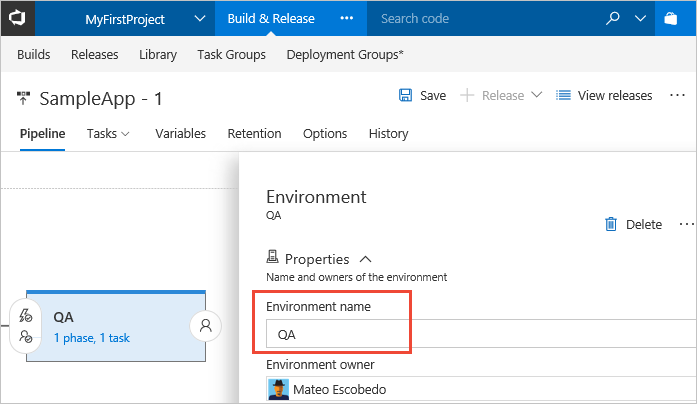 MyFirstProject Build & Release ••• Search code
Builds Releases Library Task Groups Deployment Groups*
SampleApp - 1 Save Release View releases ...
Pipeline Tasks Variables Retention Options History
Environment
QA
Delete ...
Properties
Name and owners of the environment
Environment name
QA
QA
1 phase, 1 task
Environment owner
Mateo Escobedo